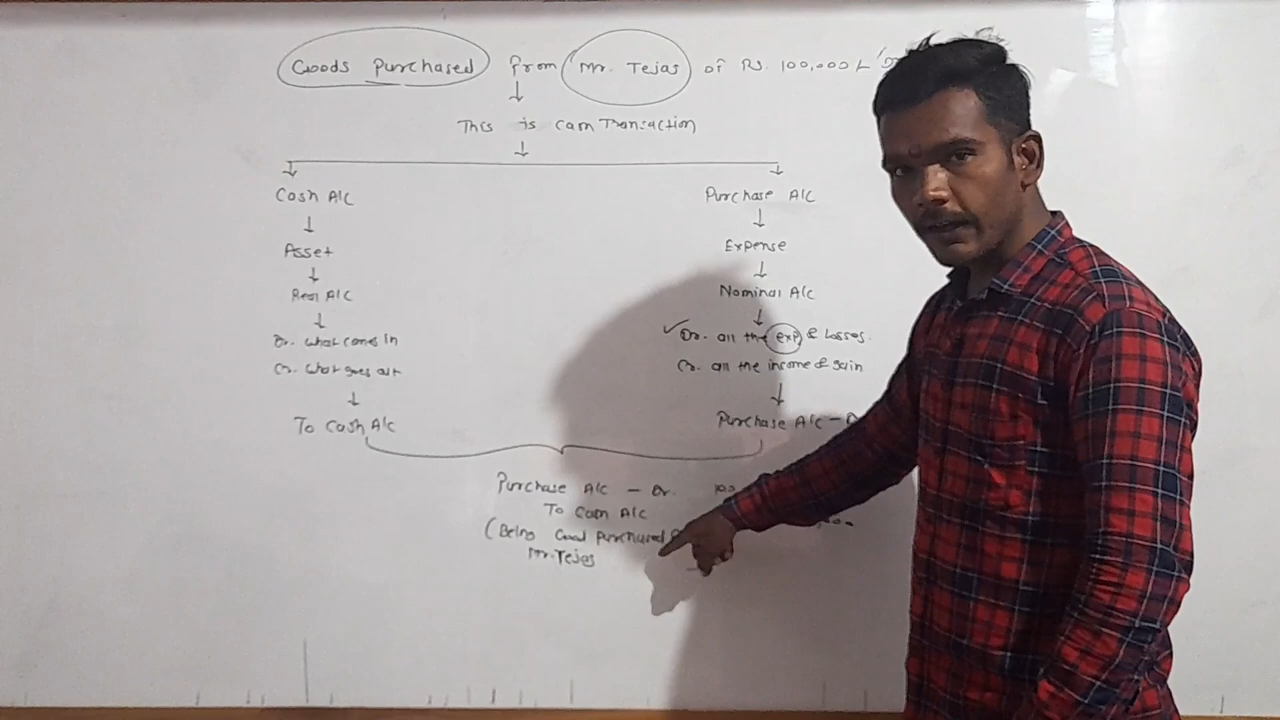 Goods Purchased from Mr. Tejas of Rs. 100,000/-
This is Cash Transaction
Cash A/C Purchase A/C
Asset Expense
Real A/C Nominal A/C
Dr. what comes in Dr. all the exp & Losses.
Cr. what goes out Cr. all the income & gain
To Cash A/C Purchase A/C - D
Purchase A/C - Dr.
To Cash A/C
(Being Good Purchased
Mr. Tejas